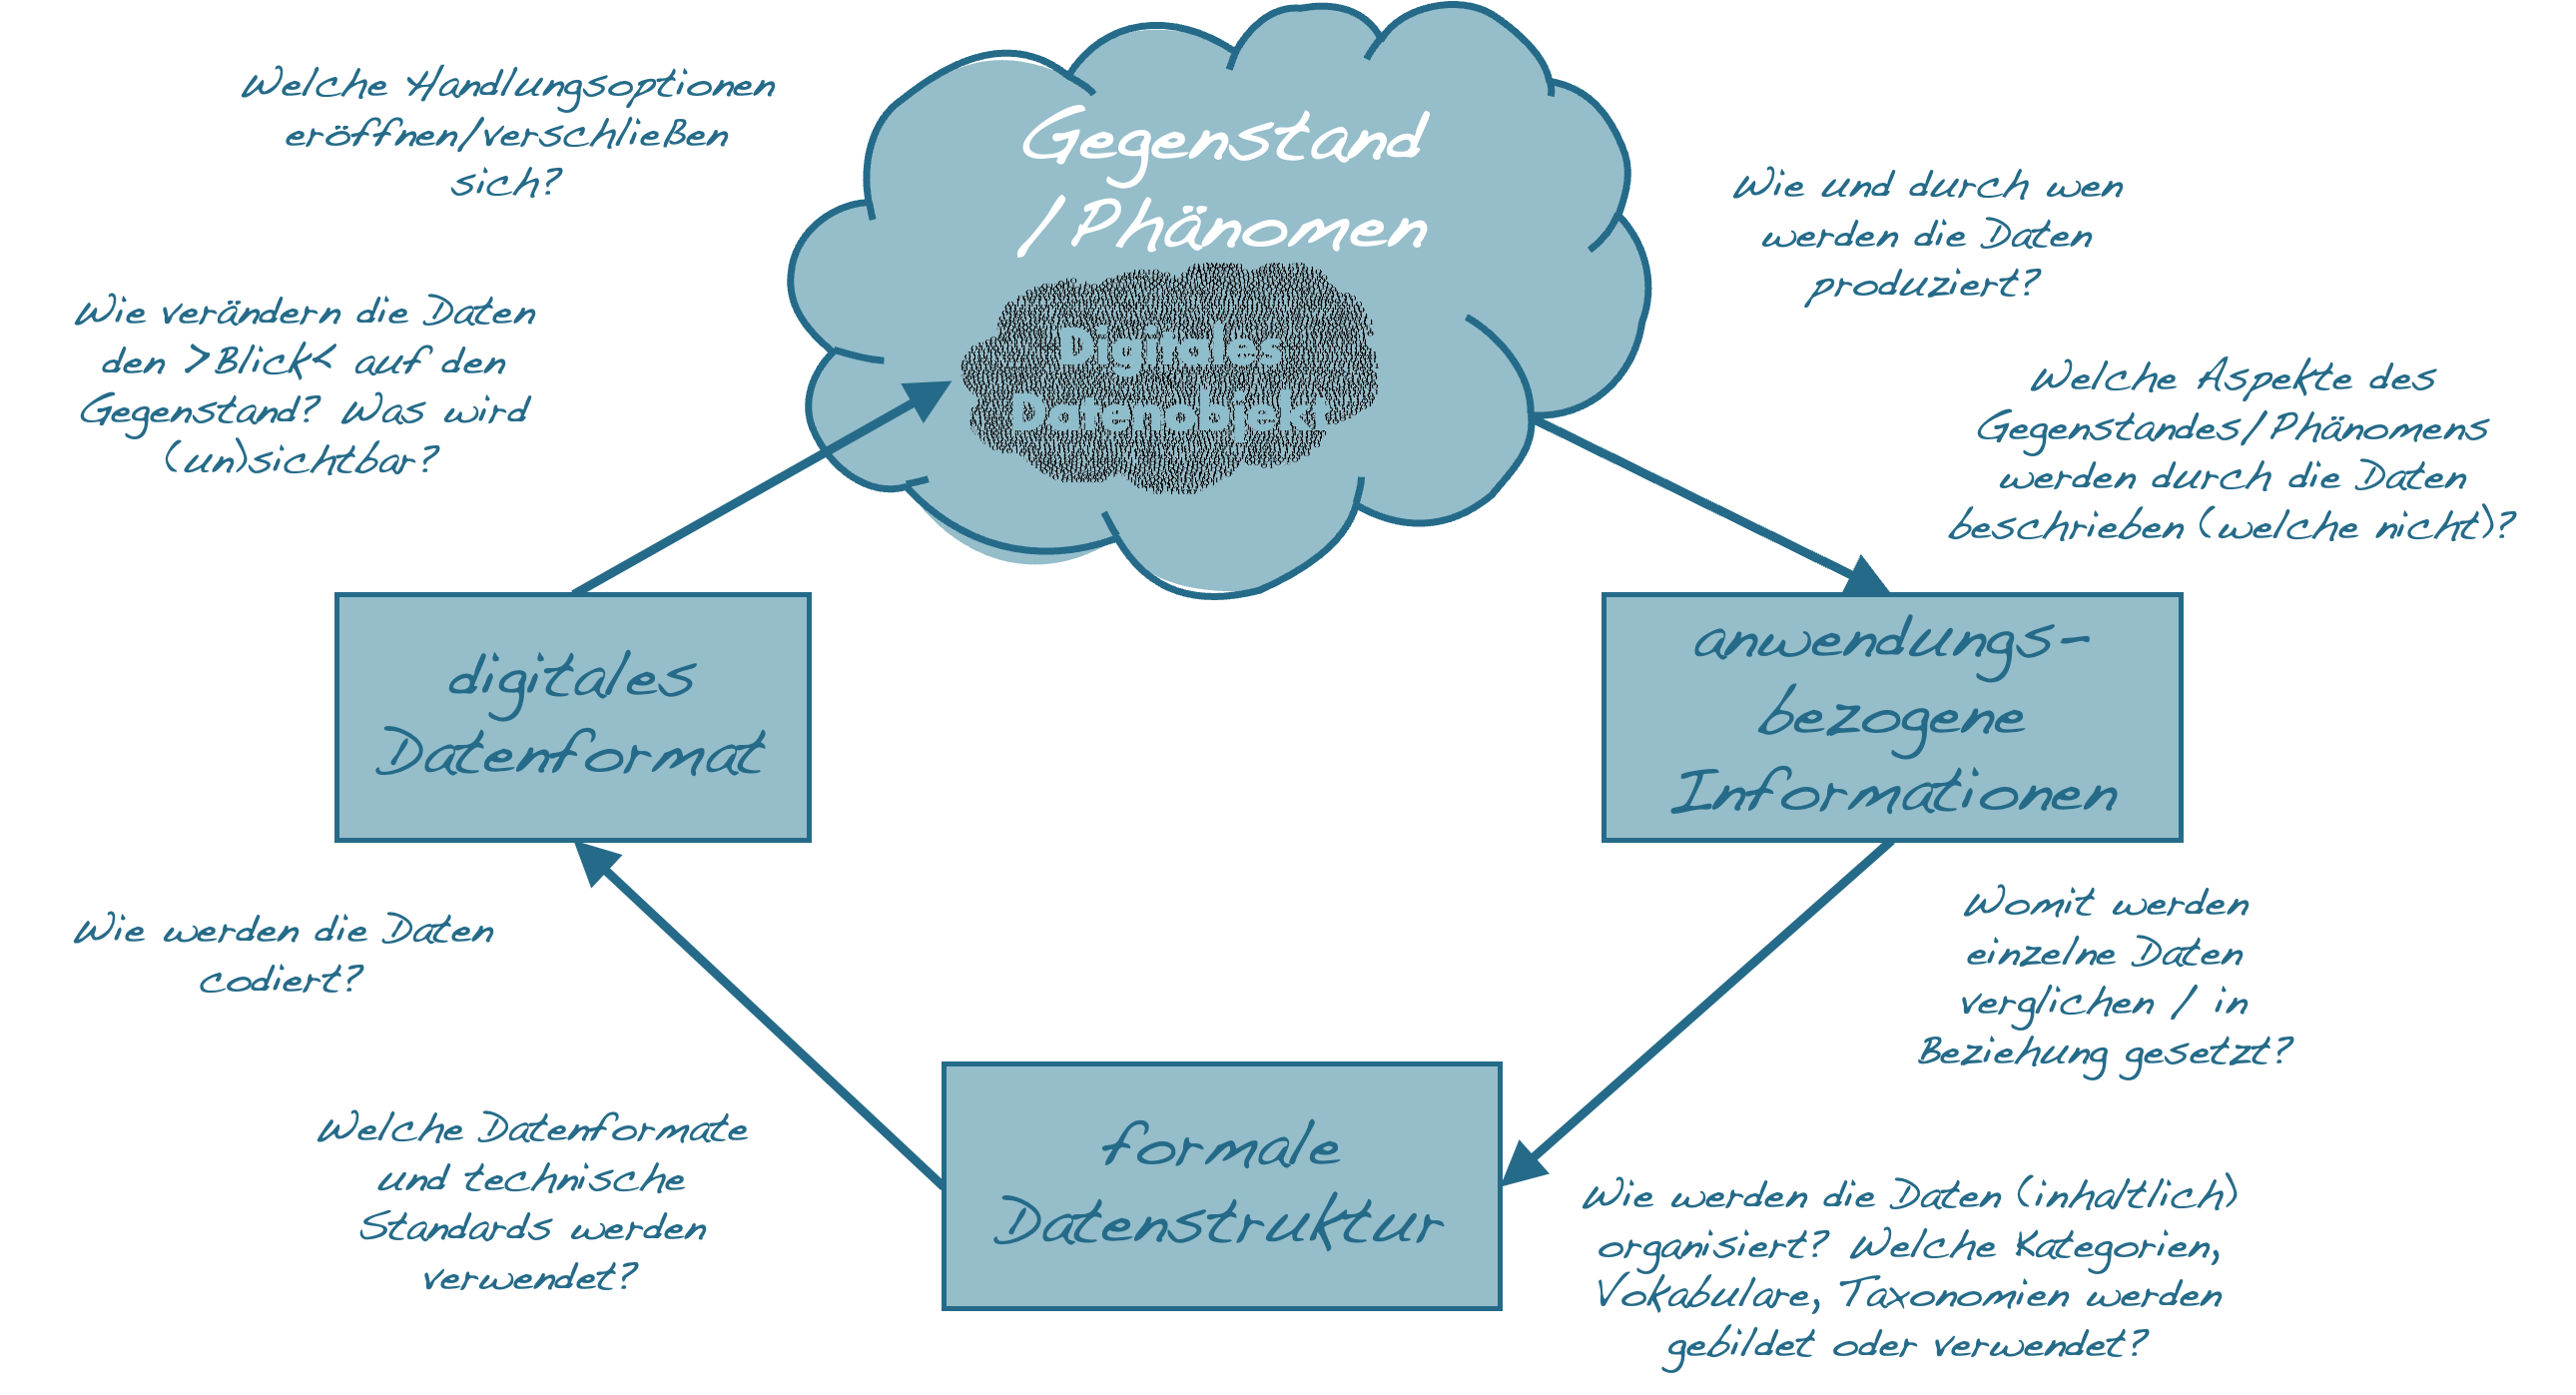 Welche Handlungsoptionen
eröffnen/verschließen
sich?
Wie verändern die Daten
den >Blick< auf den
Gegenstand? Was wird
(un)sichtbar?
Gegenstand
/Phänomen
Digitales
Datenobjekt
Wie und durch wen
werden die Daten
produziert?
Welche Aspekte des
Gegenstandes/Phänomens
werden durch die Daten
beschrieben (welche nicht)?
digitales
Datenformat
anwendungs-
bezogene
Informationen
Wie werden die Daten
codiert?
Womit werden
einzelne Daten
verglichen / in
Beziehung gesetzt?
Welche Datenformate
und technische
Standards werden
verwendet?
formale
Datenstruktur
Wie werden die Daten (inhaltlich)
organisiert? Welche Kategorien,
Vokabulare, Taxonomien werden
gebildet oder verwendet?